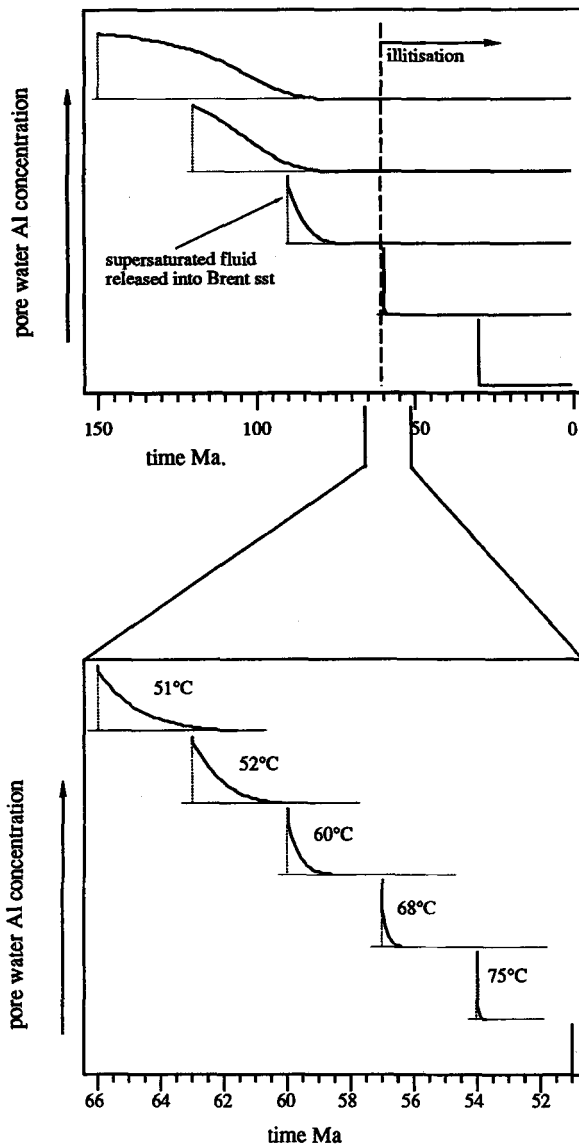 illitisation
pore water Al concentration
supersaturated fluid
released into Brent sst
150 100 50 0
time Ma.
51°C
52°C
60°C
68°C
75°C
pore water Al concentration
66 64 62 60 58 56 54 52
time Ma